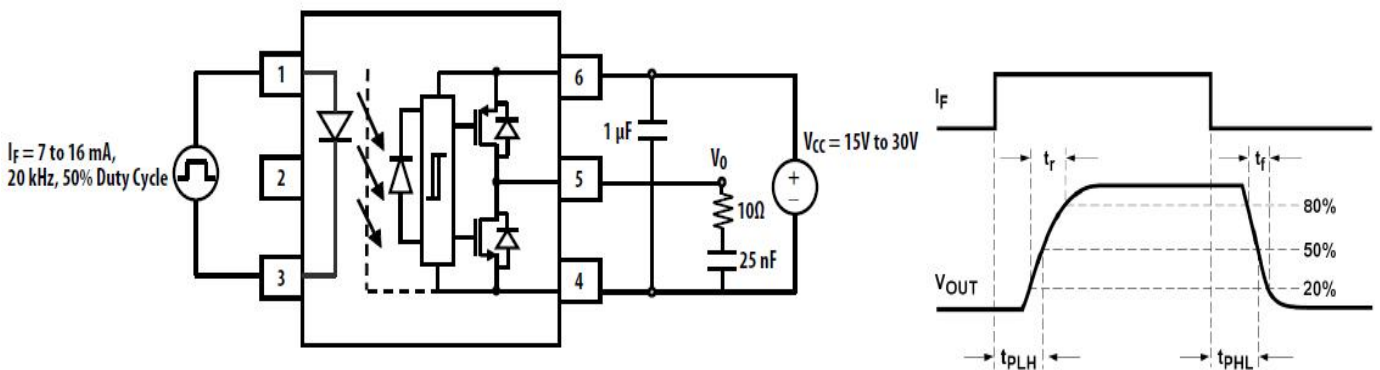 1
6
I_F = 7 to 16 mA,
20 kHz, 50% Duty Cycle
2
3
5
4
1 µF
V_O
10Ω
25 nF
V_CC = 15V to 30V
+
−
I_F
t_r
t_f
80%
50%
20%
V_OUT
t_PLH
t_PHL